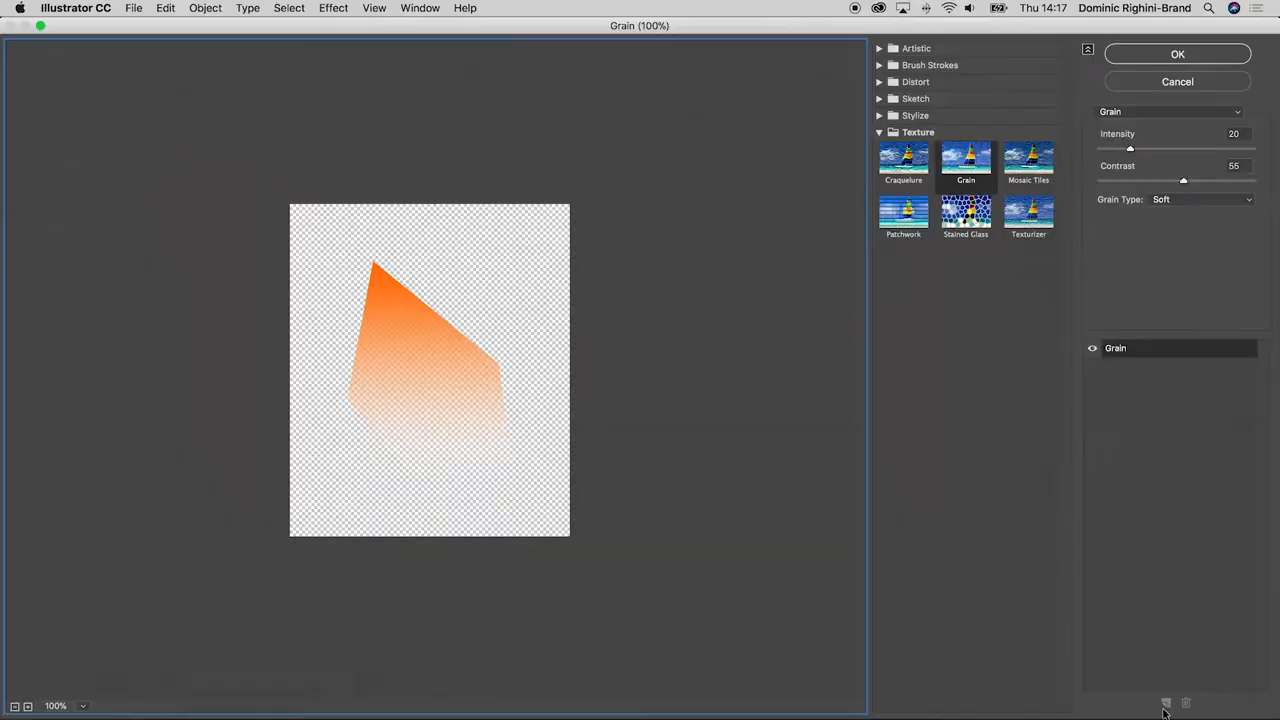 Illustrator CC File Edit Object Type Select Effect View Window Help Thu 14:17 Dominic Righini-Brand
Grain (100%)
Artistic
Brush Strokes
Distort
Sketch
Stylize
Texture
Craquelure Grain Mosaic Tiles
Patchwork Stained Glass Texturizer
OK
Cancel
Grain
Intensity 20
Contrast 55
Grain Type: Soft
Grain
100%